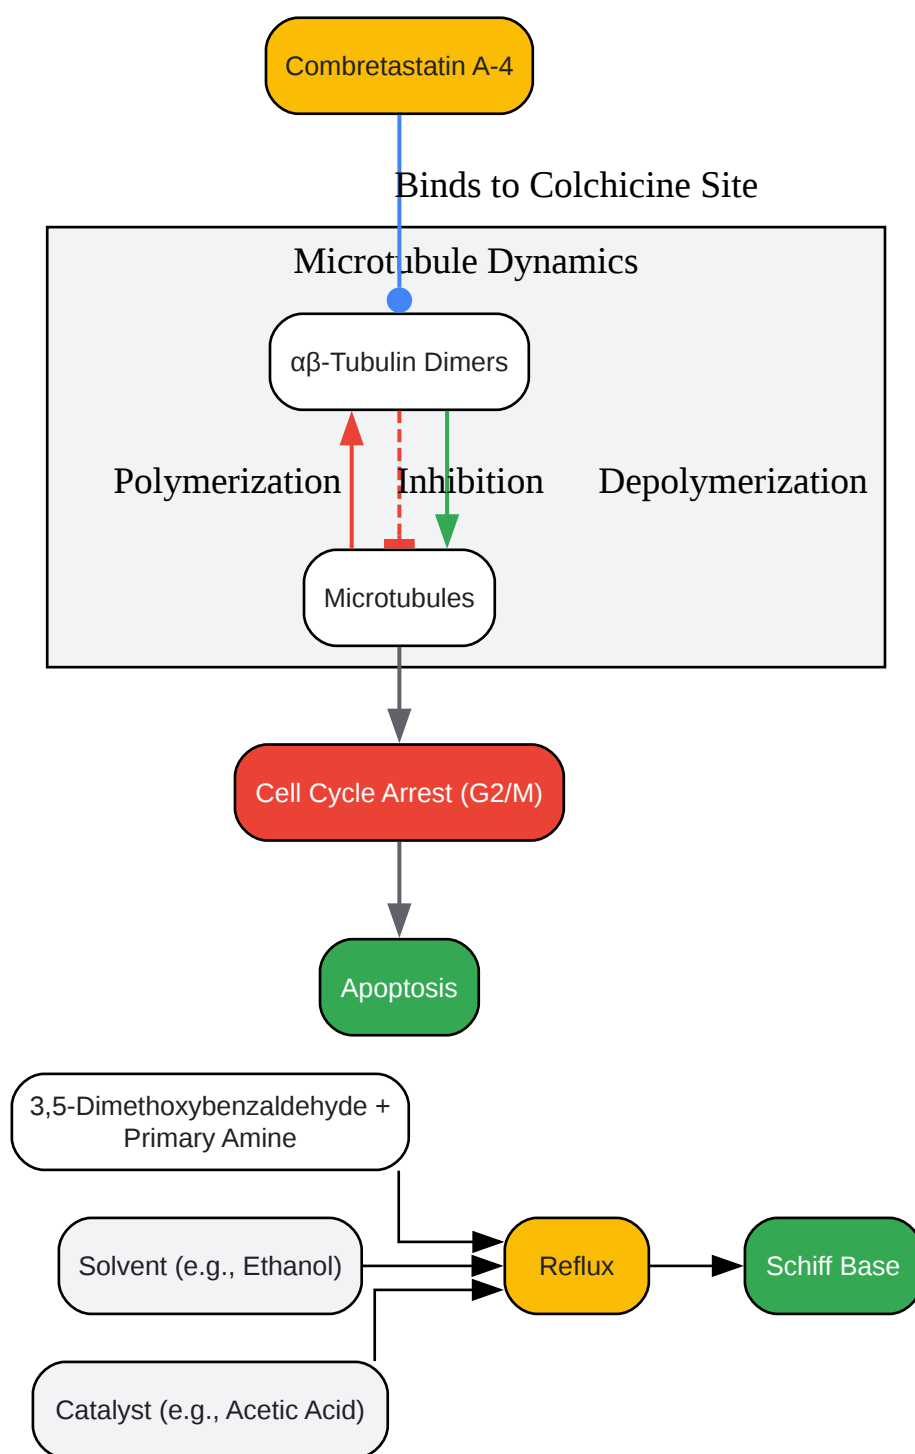 Combretastatin A-4
Binds to Colchicine Site
Microtubule Dynamics
αβ-Tubulin Dimers
Polymerization
Inhibition
Depolymerization
Microtubules
Cell Cycle Arrest (G2/M)
Apoptosis
3,5-Dimethoxybenzaldehyde +
Primary Amine
Solvent (e.g., Ethanol)
Reflux
Schiff Base
Catalyst (e.g., Acetic Acid)